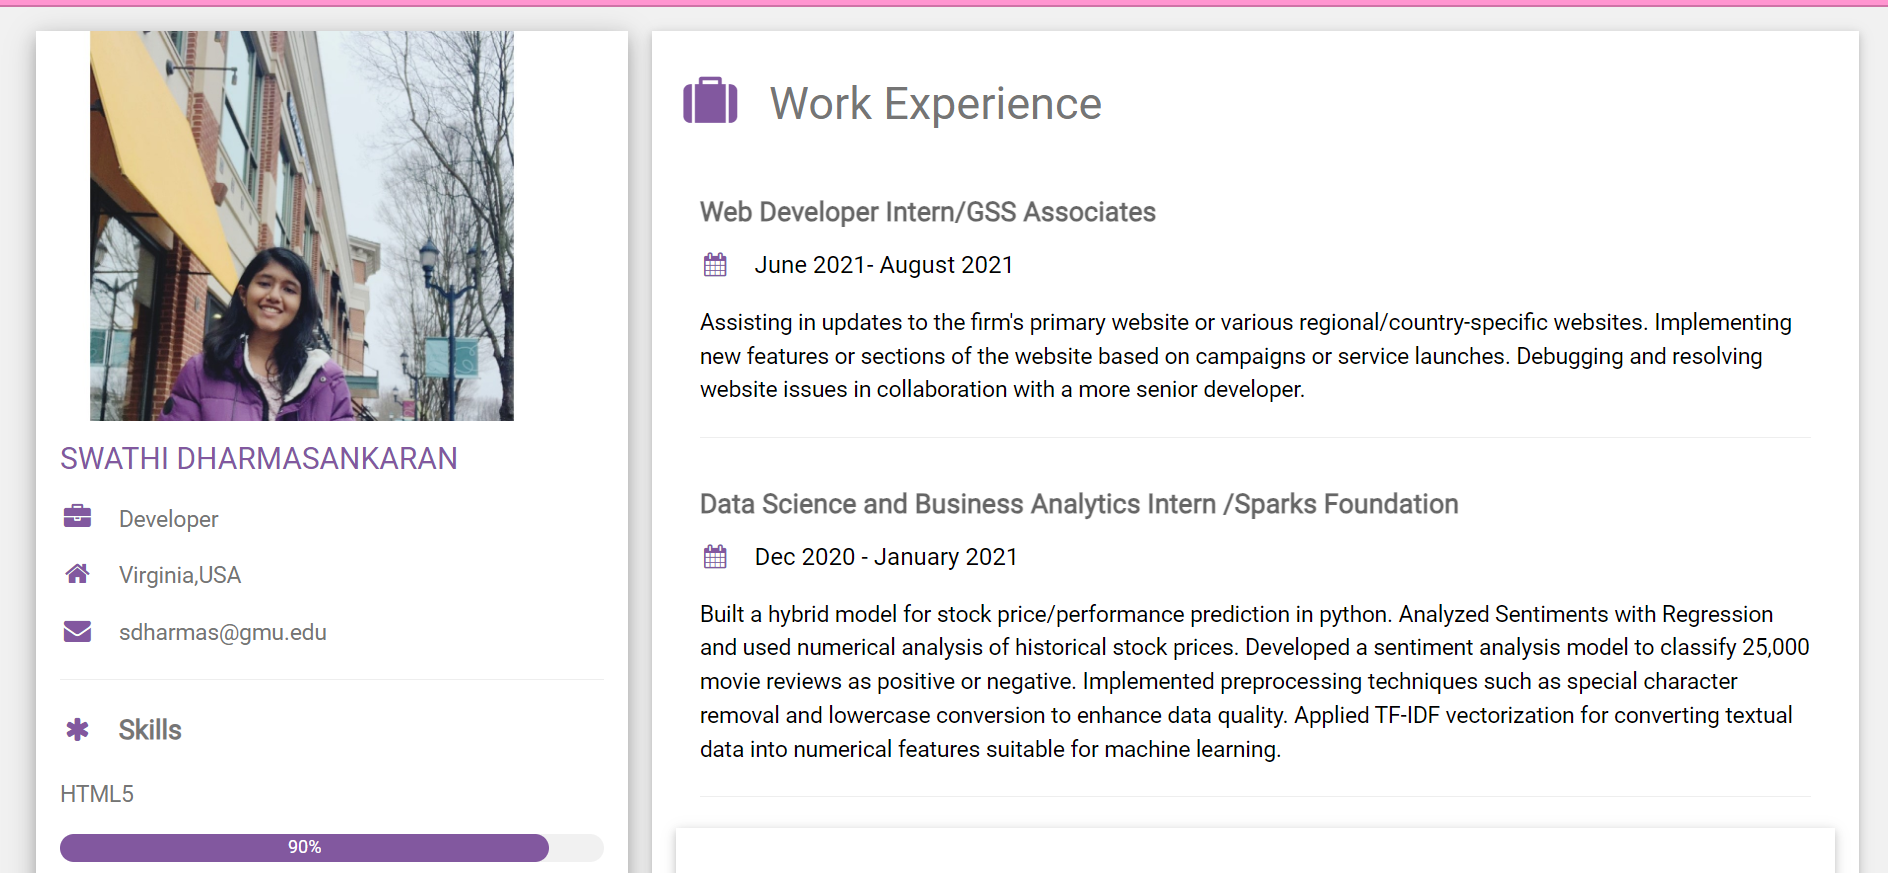 SWATHI DHARMASANKARAN
Developer
Virginia,USA
sdharmas@gmu.edu
Skills
HTML5
90%
Work Experience
Web Developer Intern/GSS Associates
June 2021- August 2021
Assisting in updates to the firm's primary website or various regional/country-specific websites. Implementing
new features or sections of the website based on campaigns or service launches. Debugging and resolving
website issues in collaboration with a more senior developer.
Data Science and Business Analytics Intern /Sparks Foundation
Dec 2020 - January 2021
Built a hybrid model for stock price/performance prediction in python. Analyzed Sentiments with Regression
and used numerical analysis of historical stock prices. Developed a sentiment analysis model to classify 25,000
movie reviews as positive or negative. Implemented preprocessing techniques such as special character
removal and lowercase conversion to enhance data quality. Applied TF-IDF vectorization for converting textual
data into numerical features suitable for machine learning.